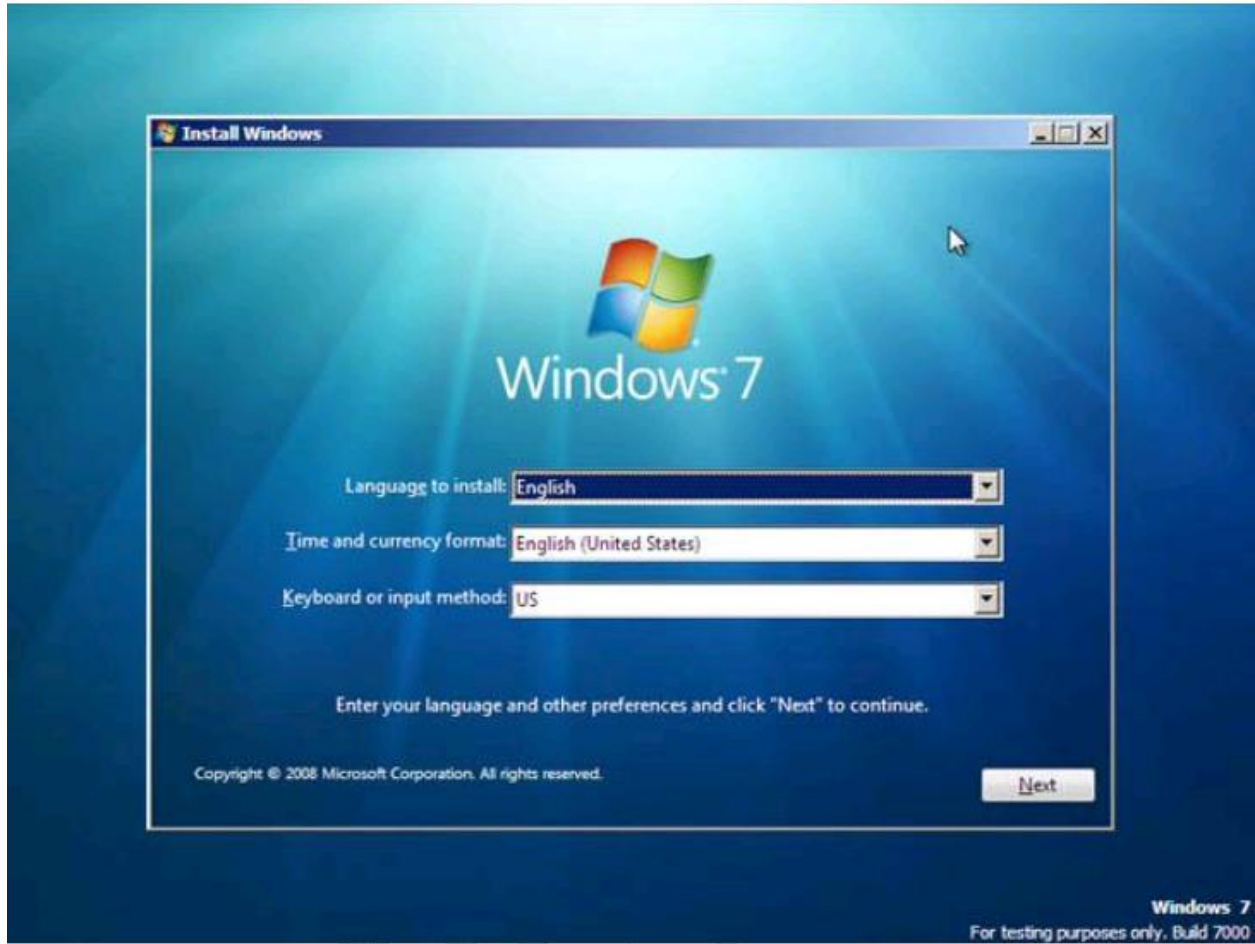 Install Windows
Windows® 7
Language to install: English
Time and currency format: English (United States)
Keyboard or input method: US
Enter your language and other preferences and click "Next" to continue.
Copyright © 2008 Microsoft Corporation. All rights reserved.
Next
Windows 7
For testing purposes only. Build 7000